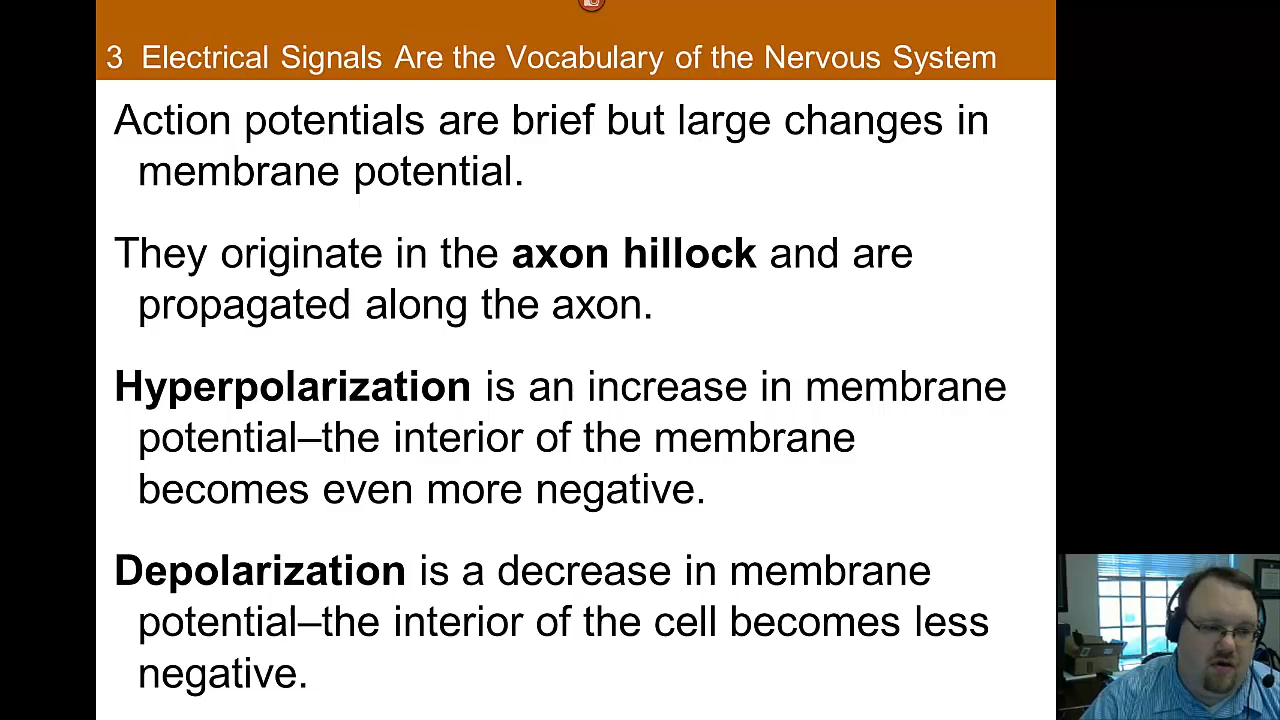 3 Electrical Signals Are the Vocabulary of the Nervous System
Action potentials are brief but large changes in
membrane potential.
They originate in the axon hillock and are
propagated along the axon.
Hyperpolarization is an increase in membrane
potential–the interior of the membrane
becomes even more negative.
Depolarization is a decrease in membrane
potential–the interior of the cell becomes less
negative.